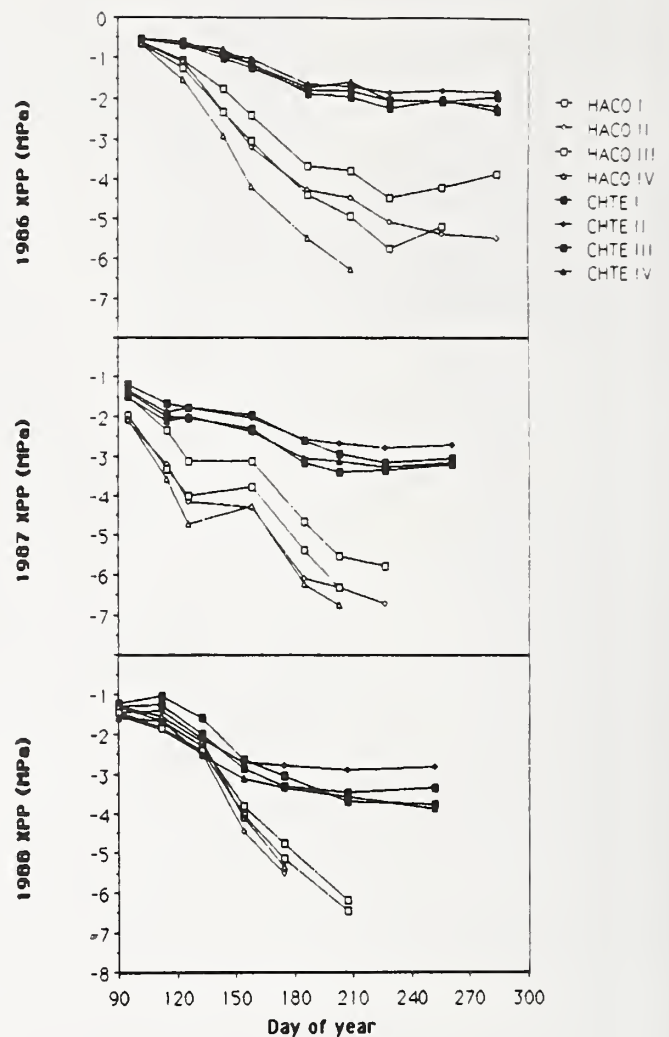 0
-1
-2
-3
-4
-5
-6
-7
1986 XPP (MPa)
HACO I
HACO II
HACO III
HACO IV
CHTE I
CHTE II
CHTE III
CHTE IV
-1
-2
-3
-4
-5
-6
-7
1987 XPP (MPa)
-1
-2
-3
-4
-5
-6
-7
-8
1988 XPP (MPa)
90 120 150 180 210 240 270 300
Day of year